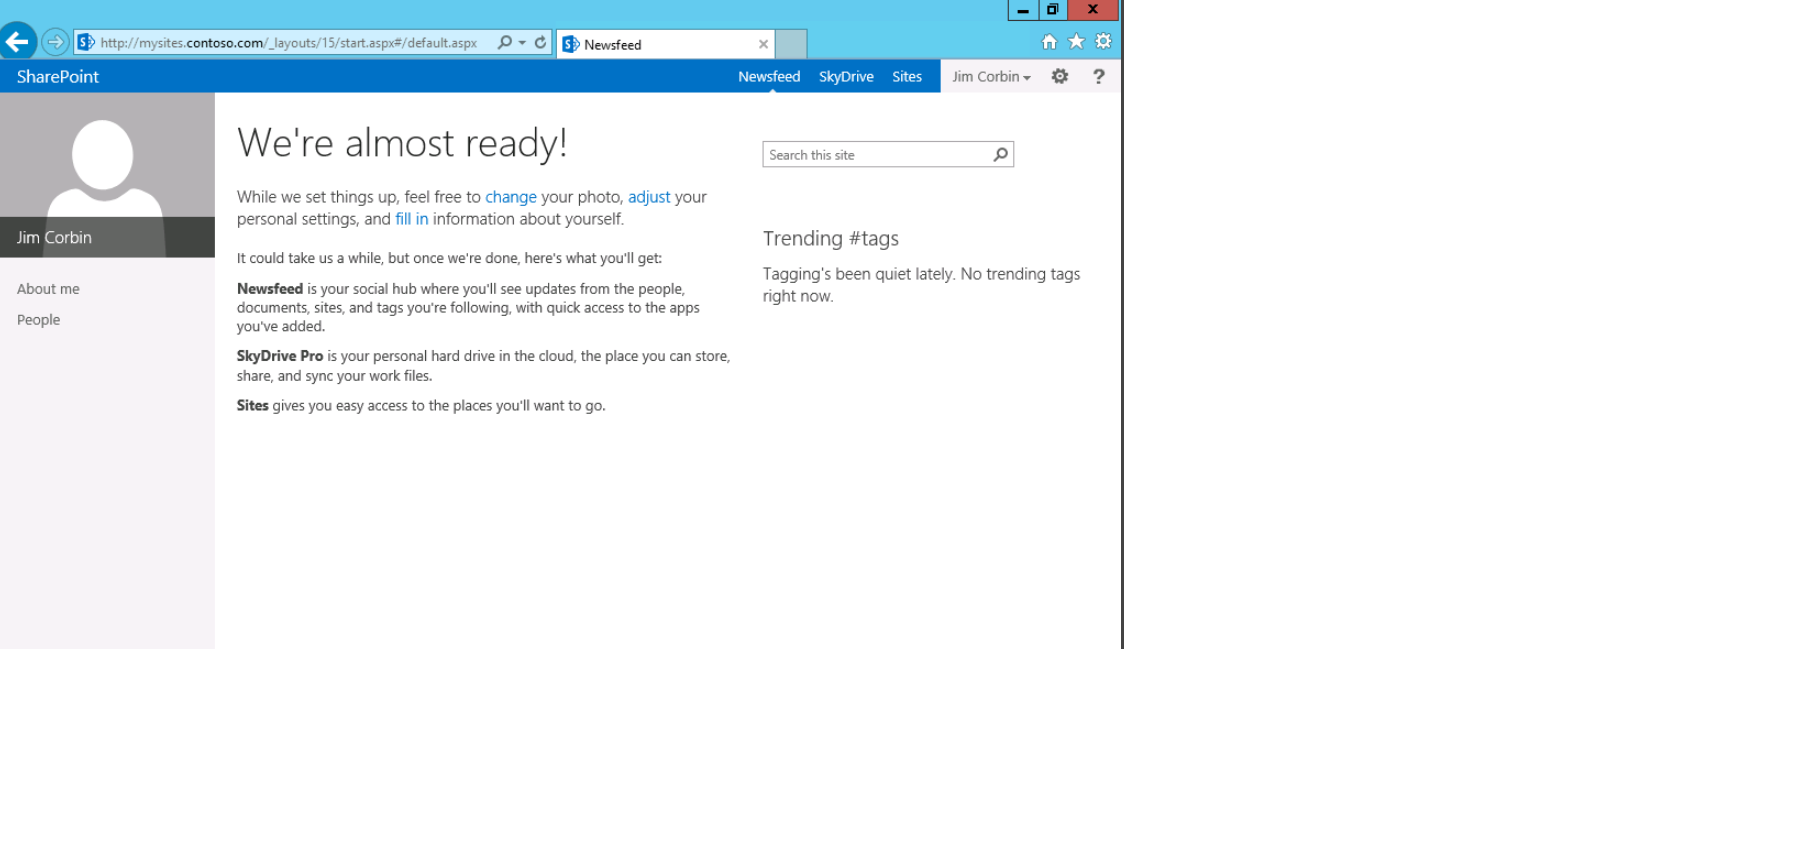 http://mysites.contoso.com/_layouts/15/start.aspx#/default.aspx
Newsfeed
SharePoint
Newsfeed SkyDrive Sites Jim Corbin ?
We're almost ready!
Search this site
While we set things up, feel free to change your photo, adjust your
personal settings, and fill in information about yourself.
Jim Corbin
It could take us a while, but once we're done, here's what you'll get:
Newsfeed is your social hub where you'll see updates from the people,
documents, sites, and tags you're following, with quick access to the apps
you've added.
SkyDrive Pro is your personal hard drive in the cloud, the place you can store,
share, and sync your work files.
Sites gives you easy access to the places you'll want to go.
Trending #tags
Tagging's been quiet lately. No trending tags
right now.
About me
People